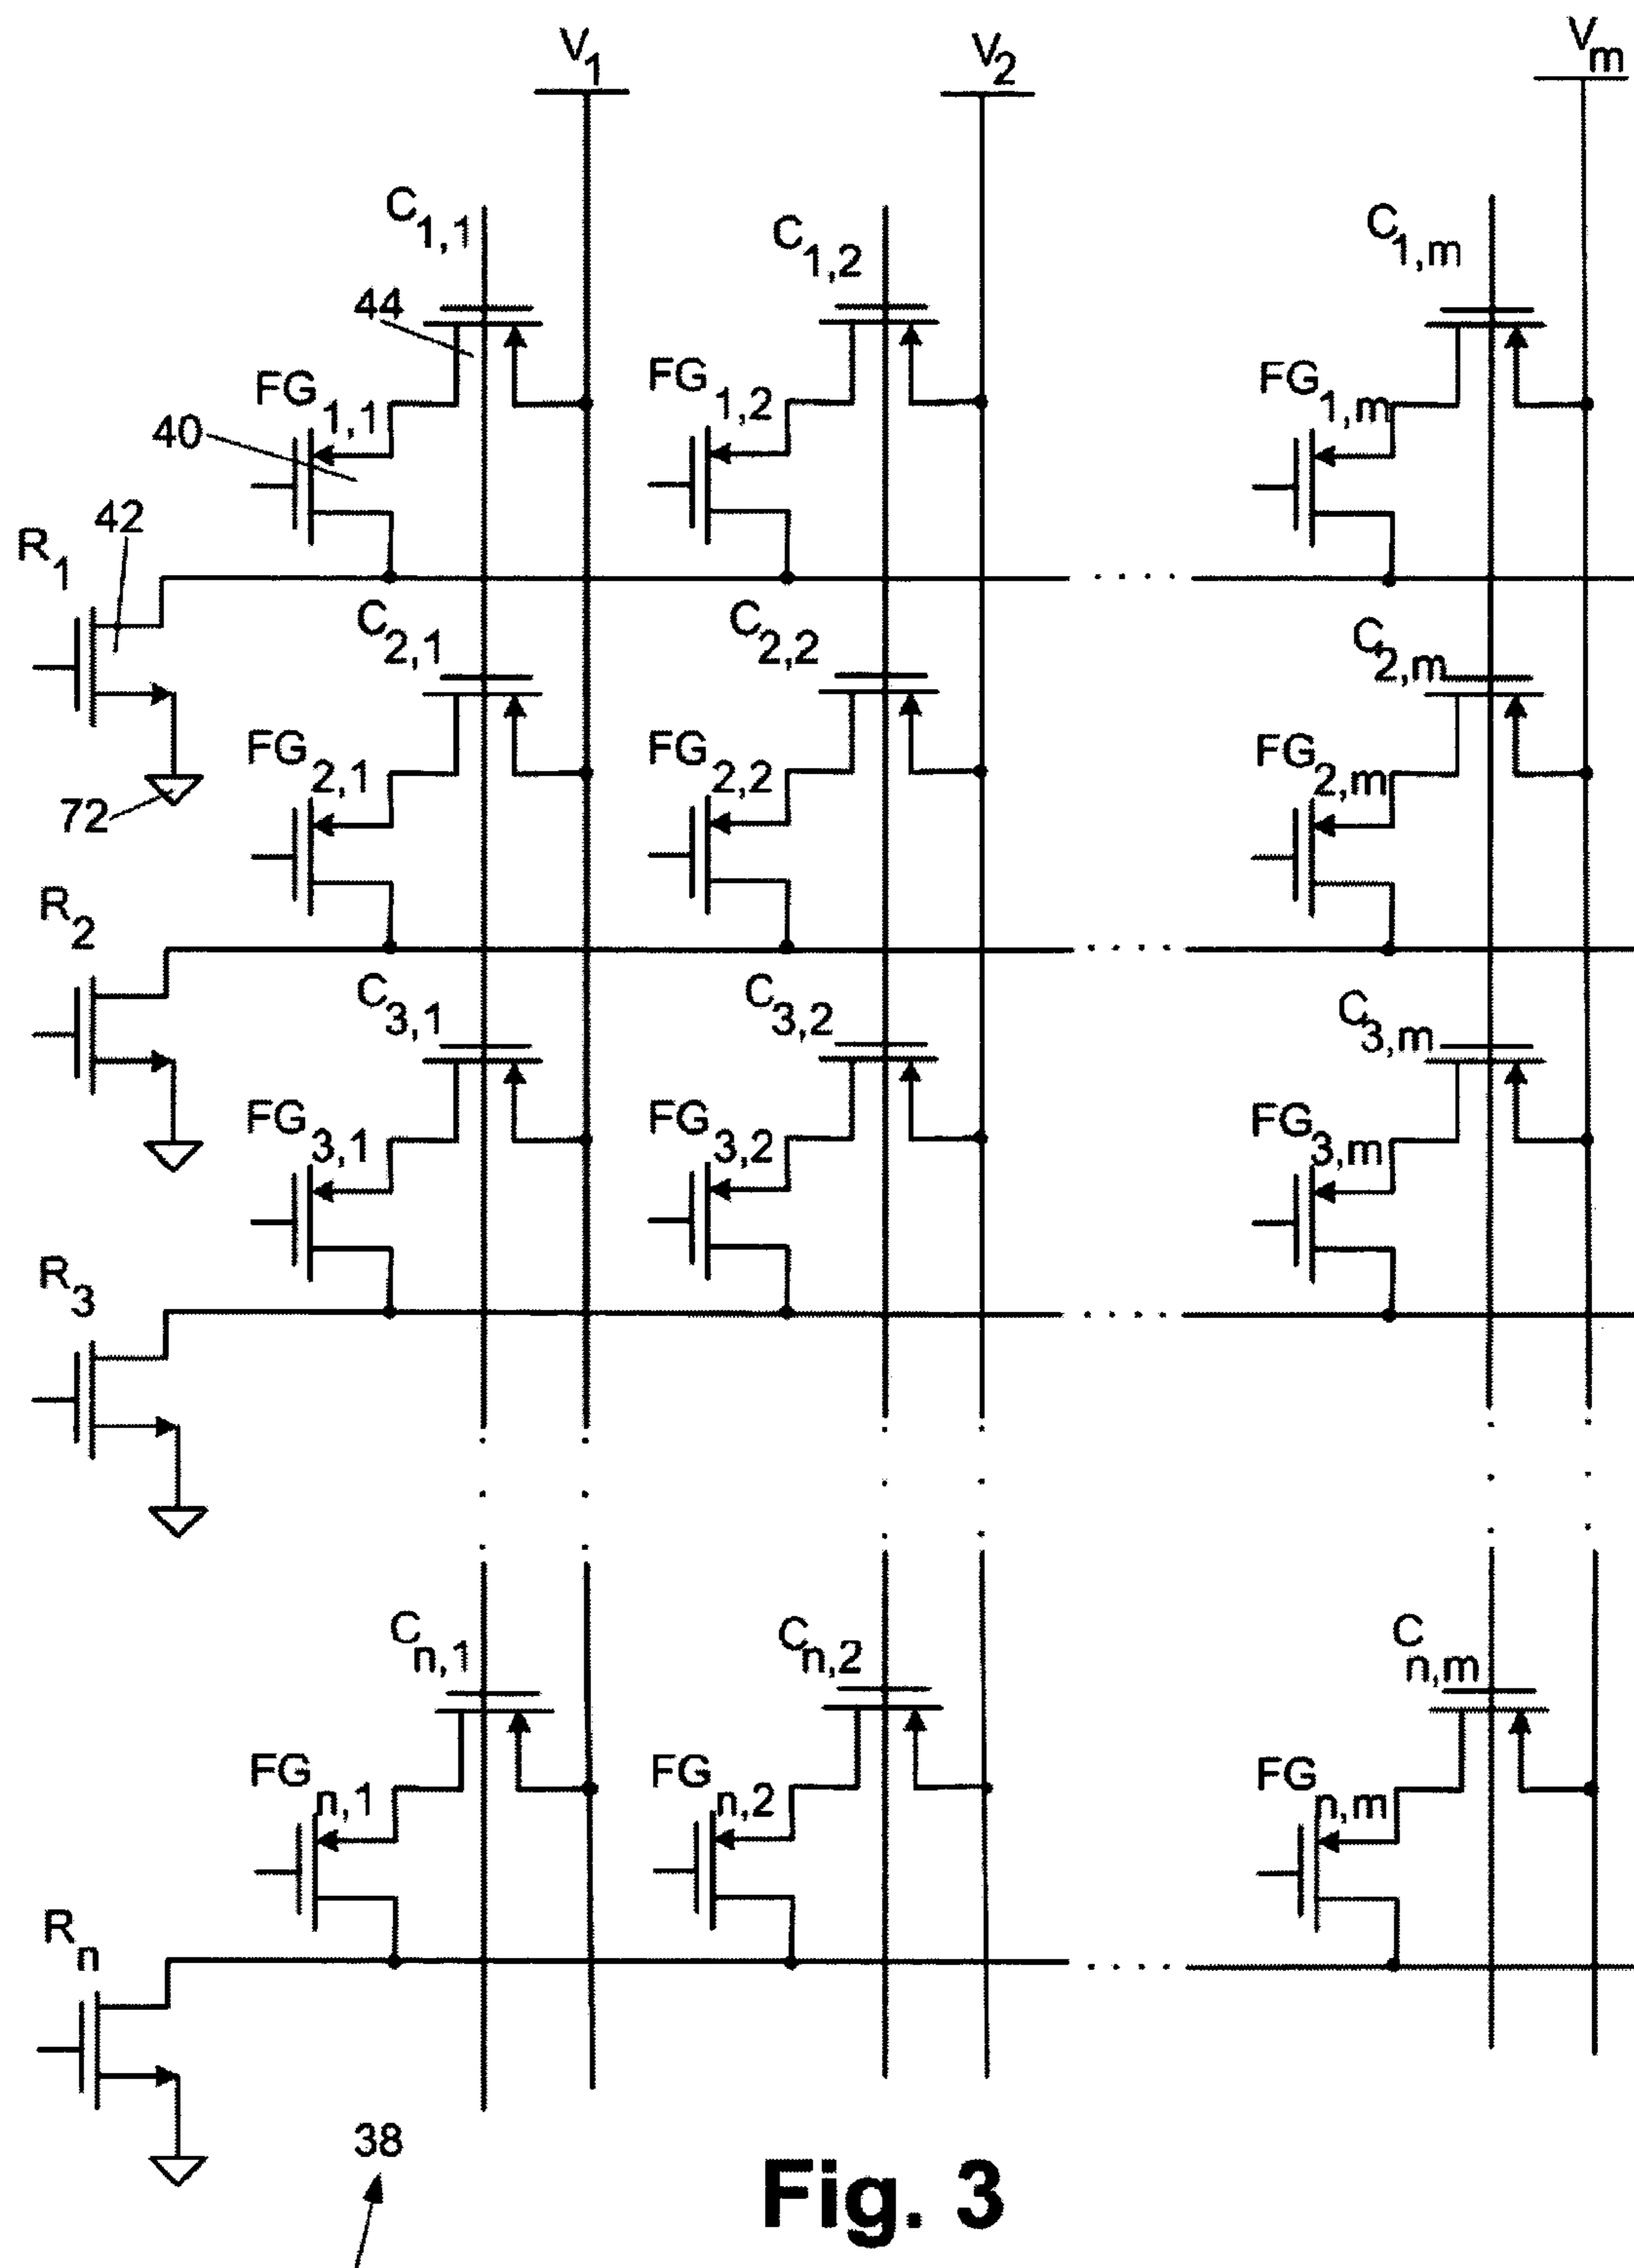 V1 V2 Vm
C1,1 C1,2 C1,m
44
FG1,1 FG1,2 FG1,m
40
42
R1
C2,1 C2,2 C2,m
FG2,1 FG2,2 FG2,m
72
R2
C3,1 C3,2 C3,m
FG3,1 FG3,2 FG3,m
R3
Cn,1 Cn,2 Cn,m
FGn,1 FGn,2 FGn,m
Rn
38
Fig. 3